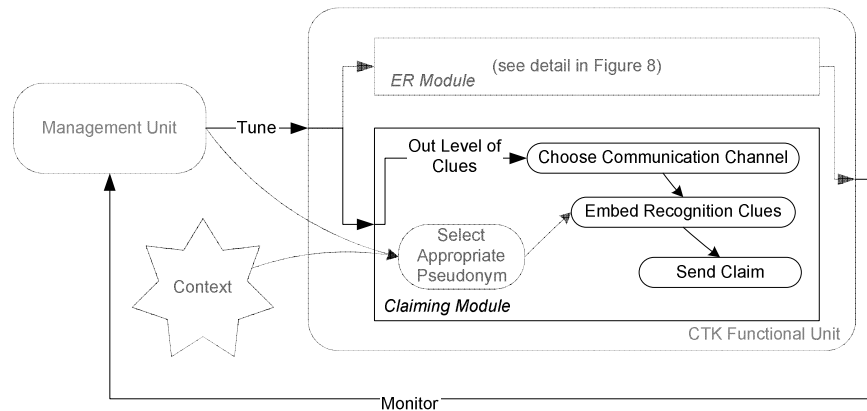 (see detail in Figure 8)
ER Module
Management Unit
Tune
Out Level of
Clues
Choose Communication Channel
Embed Recognition Clues
Select
Appropriate
Pseudonym
Send Claim
Context
Claiming Module
CTK Functional Unit
Monitor